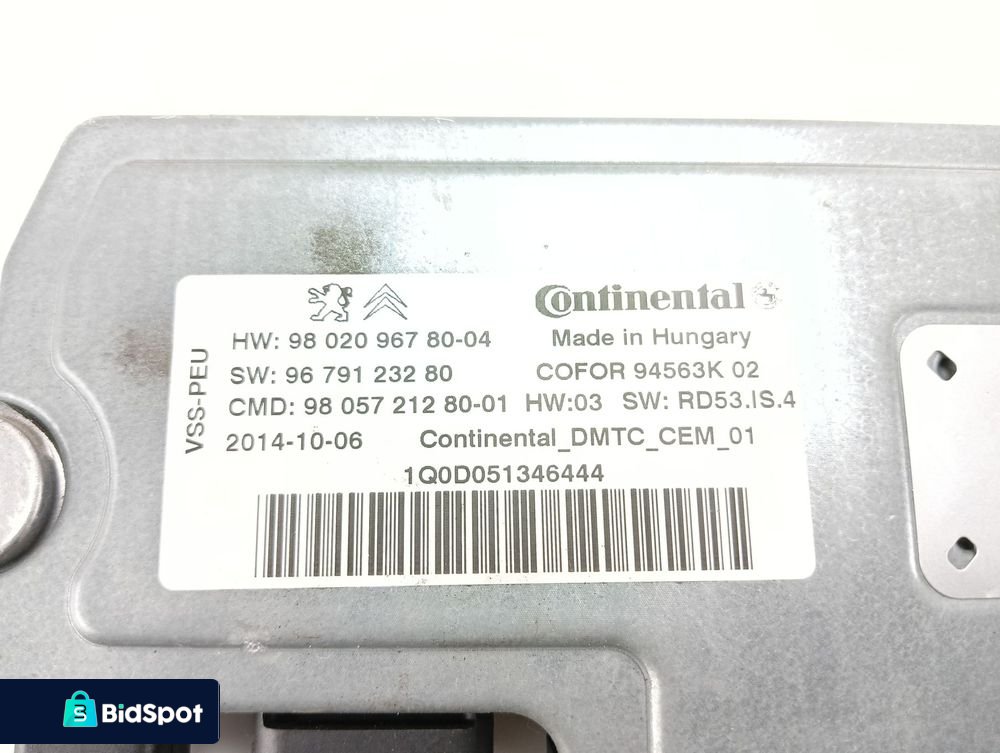 Continental
HW: 98 020 967 80-04
Made in Hungary
SW: 96 791 232 80
COFOR 94563K 02
CMD: 98 057 212 80-01 HW:03 SW: RD53.IS.4
2014-10-06 Continental_DMTC_CEM_01
1Q0D051346444
VSS-PEU
BidSpot